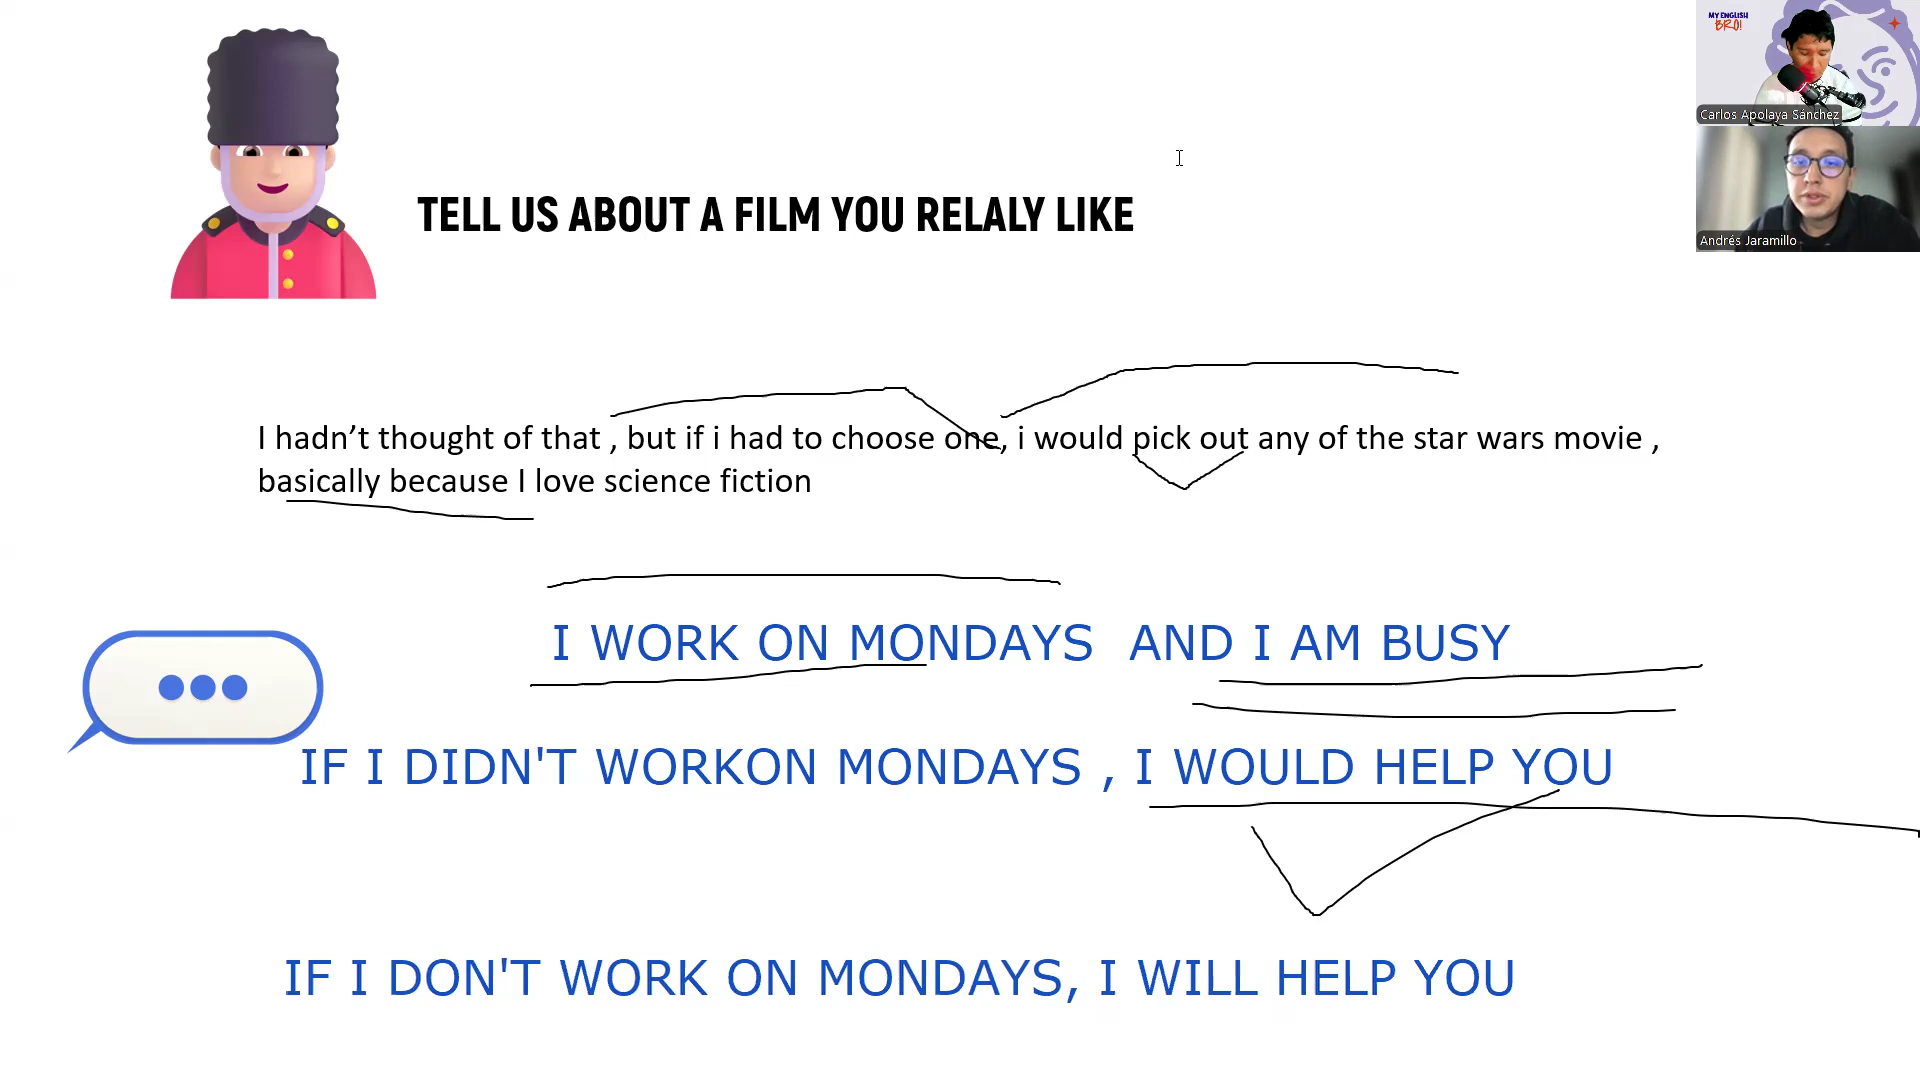 MY ENGLISH
BRO!
Carlos Apolaya Sánchez
Andrés Jaramillo
TELL US ABOUT A FILM YOU RELALY LIKE
I hadn’t thought of that , but if i had to choose one, i would pick out any of the star wars movie ,
basically because I love science fiction
I WORK ON MONDAYS  AND I AM BUSY
IF I DIDN'T WORKON MONDAYS , I WOULD HELP YOU
IF I DON'T WORK ON MONDAYS, I WILL HELP YOU